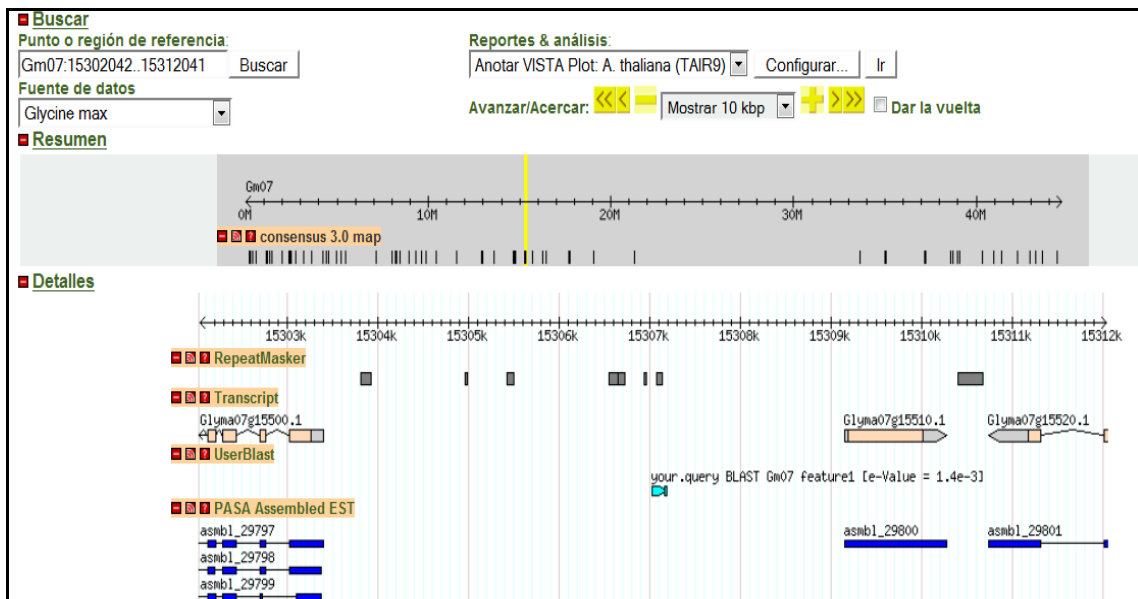 Buscar
Punto o región de referencia:
Gm07:15302042..15312041 Buscar
Reportes & análisis:
Anotar VISTA Plot: A. thaliana (TAIR9) Configurar... Ir
Fuente de datos
Glycine max
Avanzar/Acercar: Mostrar 10 kbp Dar la vuelta
Resumen
Gm07
0M 10M 20M 30M 40M
consensus 3.0 map
Detalles
15303k 15304k 15305k 15306k 15307k 15308k 15309k 15310k 15311k 15312k
RepeatMasker
Transcript
Glyma07g15500.1 Glyma07g15510.1 Glyma07g15520.1
UserBlast
your.query BLAST Gm07 feature1 [e-Value = 1.4e-3]
PASA Assembled EST
asmbl_29797 asmbl_29800 asmbl_29801
asmbl_29798
asmbl_29799